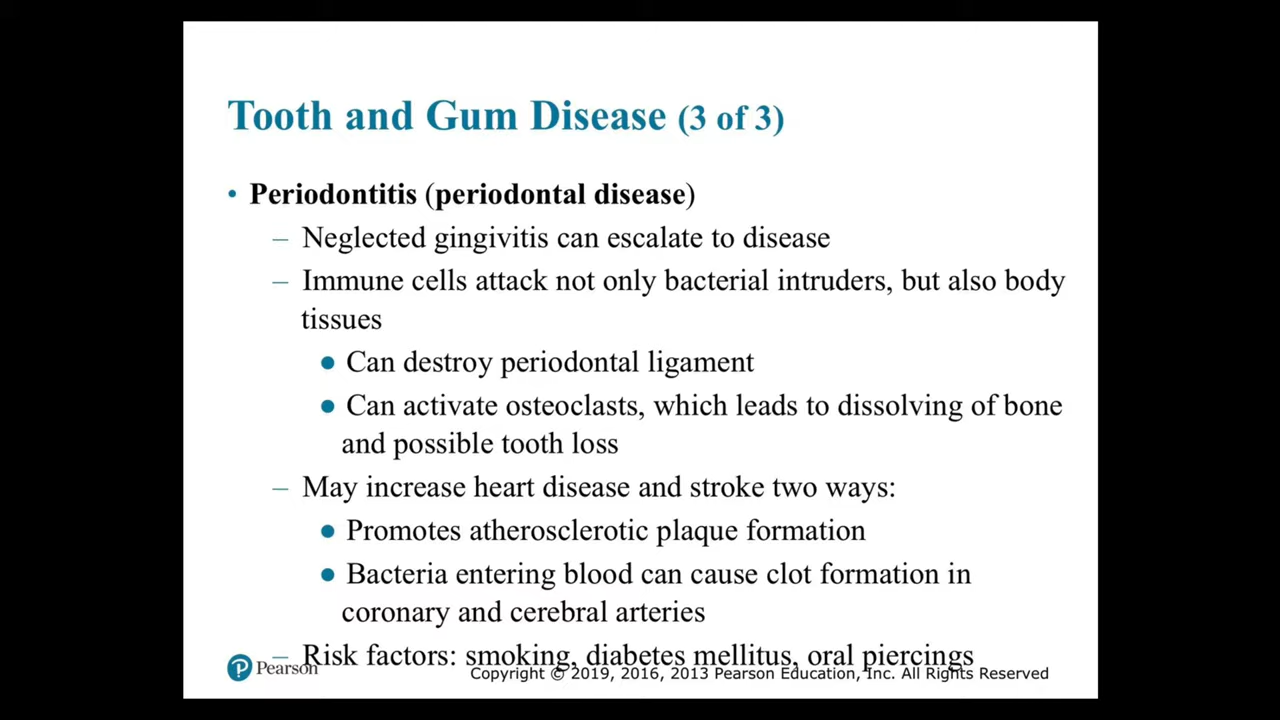 Tooth and Gum Disease (3 of 3)
• Periodontitis (periodontal disease)
– Neglected gingivitis can escalate to disease
– Immune cells attack not only bacterial intruders, but also body
tissues
● Can destroy periodontal ligament
● Can activate osteoclasts, which leads to dissolving of bone
and possible tooth loss
– May increase heart disease and stroke two ways:
● Promotes atherosclerotic plaque formation
● Bacteria entering blood can cause clot formation in
coronary and cerebral arteries
– Risk factors: smoking, diabetes mellitus, oral piercings
P Pearson
Copyright © 2019, 2016, 2013 Pearson Education, Inc. All Rights Reserved